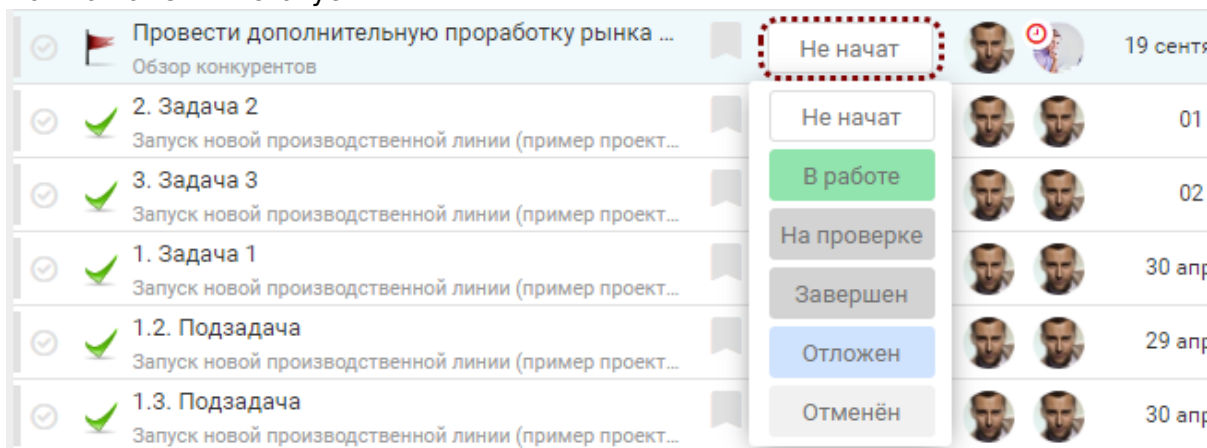 Провести дополнительную проработку рынка ...
Обзор конкурентов
Не начат
19 сентя
2. Задача 2
Запуск новой производственной линии (пример проект...
Не начат
01
3. Задача 3
Запуск новой производственной линии (пример проект...
В работе
02
На проверке
1. Задача 1
Запуск новой производственной линии (пример проект...
30 апр
Завершен
1.2. Подзадача
Запуск новой производственной линии (пример проект...
Отложен
29 апр
1.3. Подзадача
Запуск новой производственной линии (пример проект...
Отменён
30 апр